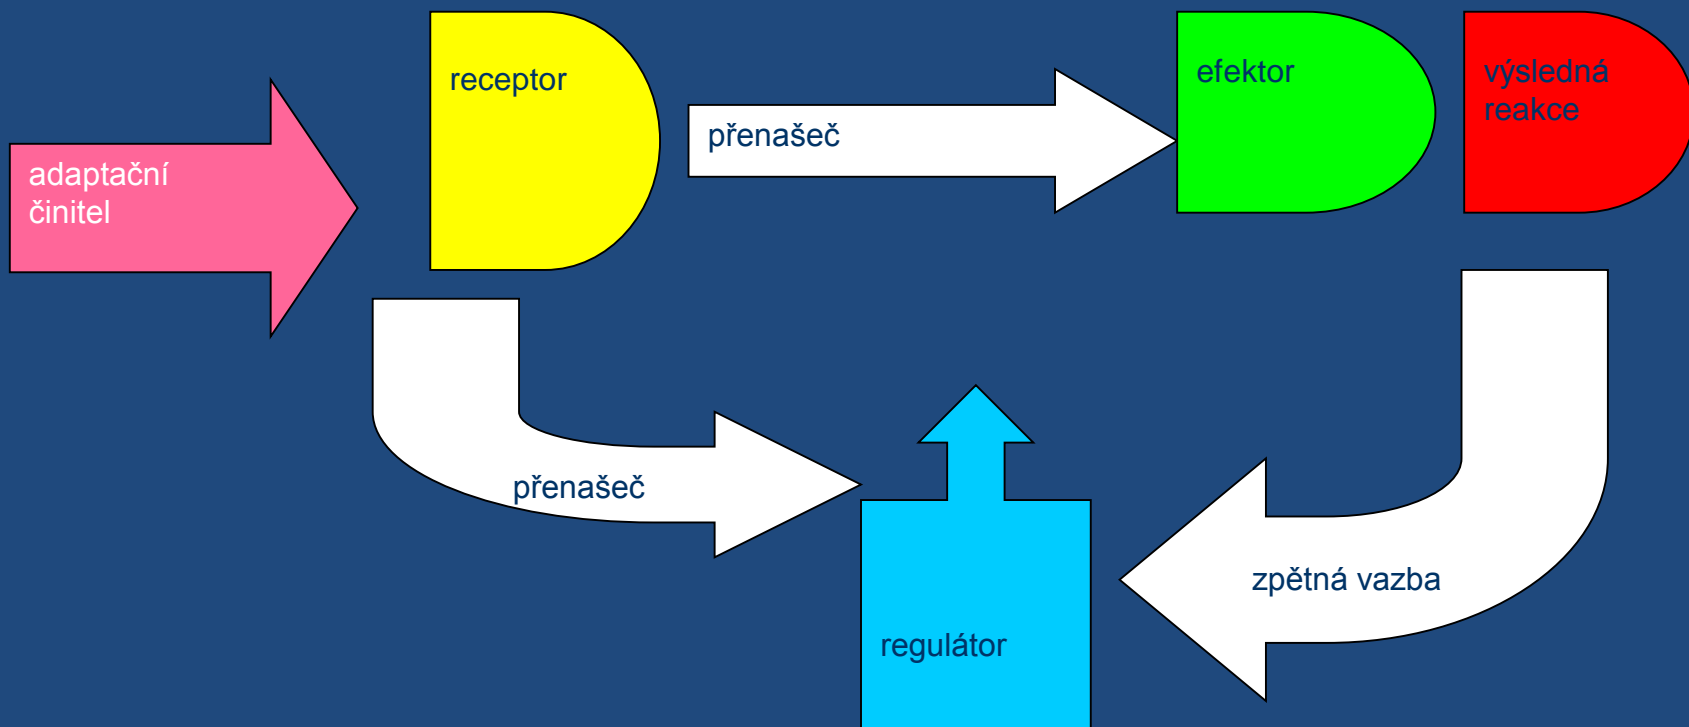 adaptační
činitel
receptor
přenašeč
efektor
výsledná
reakce
přenašeč
regulátor
zpětná vazba